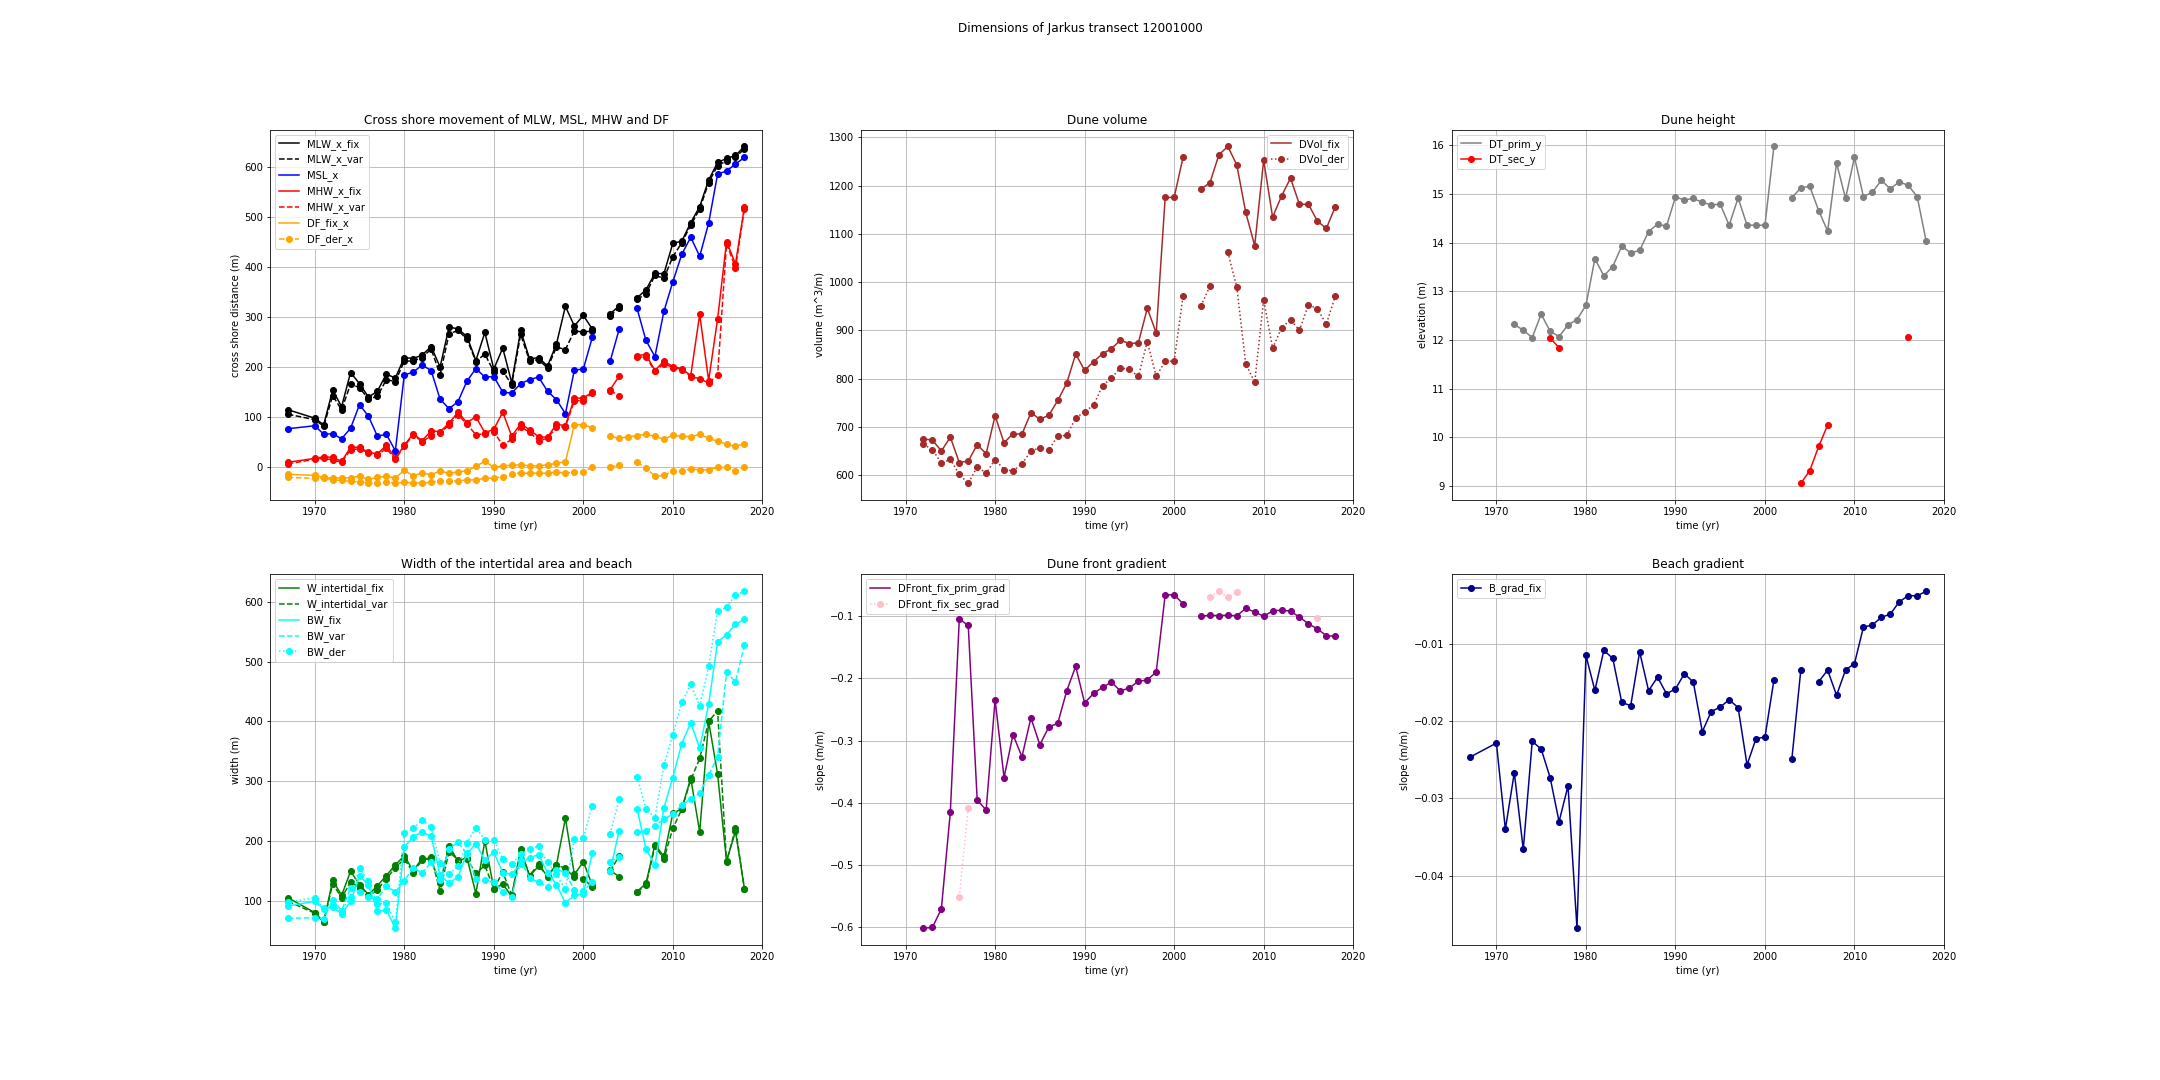 Dimensions of Jarkus transect 12001000
Cross shore movement of MLW, MSL, MHW and DF
MLW_x_fix
MLW_x_var
MSL_x
MHW_x_fix
MHW_x_var
DF_fix_x
DF_der_x
cross shore distance (m)
600
500
400
300
200
100
0
1970 1980 1990 2000 2010 2020
time (yr)
Dune volume
DVol_fix
DVol_der
volume (m^3/m)
1300
1200
1100
1000
900
800
700
600
1970 1980 1990 2000 2010 2020
time (yr)
Dune height
DT_prim_y
DT_sec_y
elevation (m)
16
15
14
13
12
11
10
9
1970 1980 1990 2000 2010 2020
time (yr)
Width of the intertidal area and beach
W_intertidal_fix
W_intertidal_var
BW_fix
BW_var
BW_der
width (m)
600
500
400
300
200
100
1970 1980 1990 2000 2010 2020
time (yr)
Dune front gradient
DFront_fix_prim_grad
DFront_fix_sec_grad
slope (m/m)
−0.1
−0.2
−0.3
−0.4
−0.5
−0.6
1970 1980 1990 2000 2010 2020
time (yr)
Beach gradient
B_grad_fix
slope (m/m)
−0.01
−0.02
−0.03
−0.04
1970 1980 1990 2000 2010 2020
time (yr)